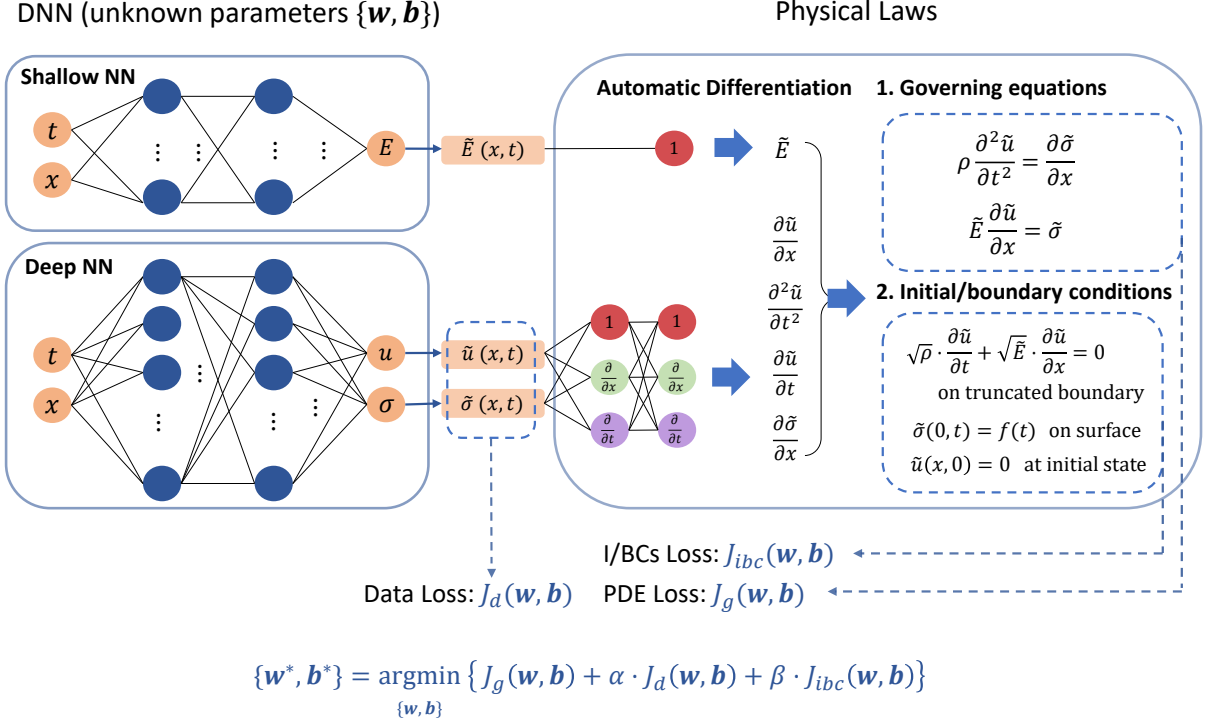 DNN (unknown parameters {w, b})
Physical Laws
Shallow NN
t
x
⋮ ⋮ ⋮
E
Ẽ (x, t)
Deep NN
t
x
⋮
⋮ ⋮
u
σ
ũ (x, t)
σ̃ (x, t)
Automatic Differentiation
1
Ẽ
1 1
∂/∂x ∂/∂x
∂/∂t ∂/∂t
∂ũ/∂x
∂²ũ/∂t²
∂ũ/∂t
∂σ̃/∂x
1. Governing equations
ρ ∂²ũ/∂t² = ∂σ̃/∂x
Ẽ ∂ũ/∂x = σ̃
2. Initial/boundary conditions
√ρ · ∂ũ/∂t + √Ẽ · ∂ũ/∂x = 0
on truncated boundary
σ̃(0, t) = f(t) on surface
ũ(x, 0) = 0 at initial state
I/BCs Loss: J_ibc(w, b)
Data Loss: J_d(w, b)
PDE Loss: J_g(w, b)
{w*, b*} = argmin {J_g(w, b) + α · J_d(w, b) + β · J_ibc(w, b)}
{w, b}